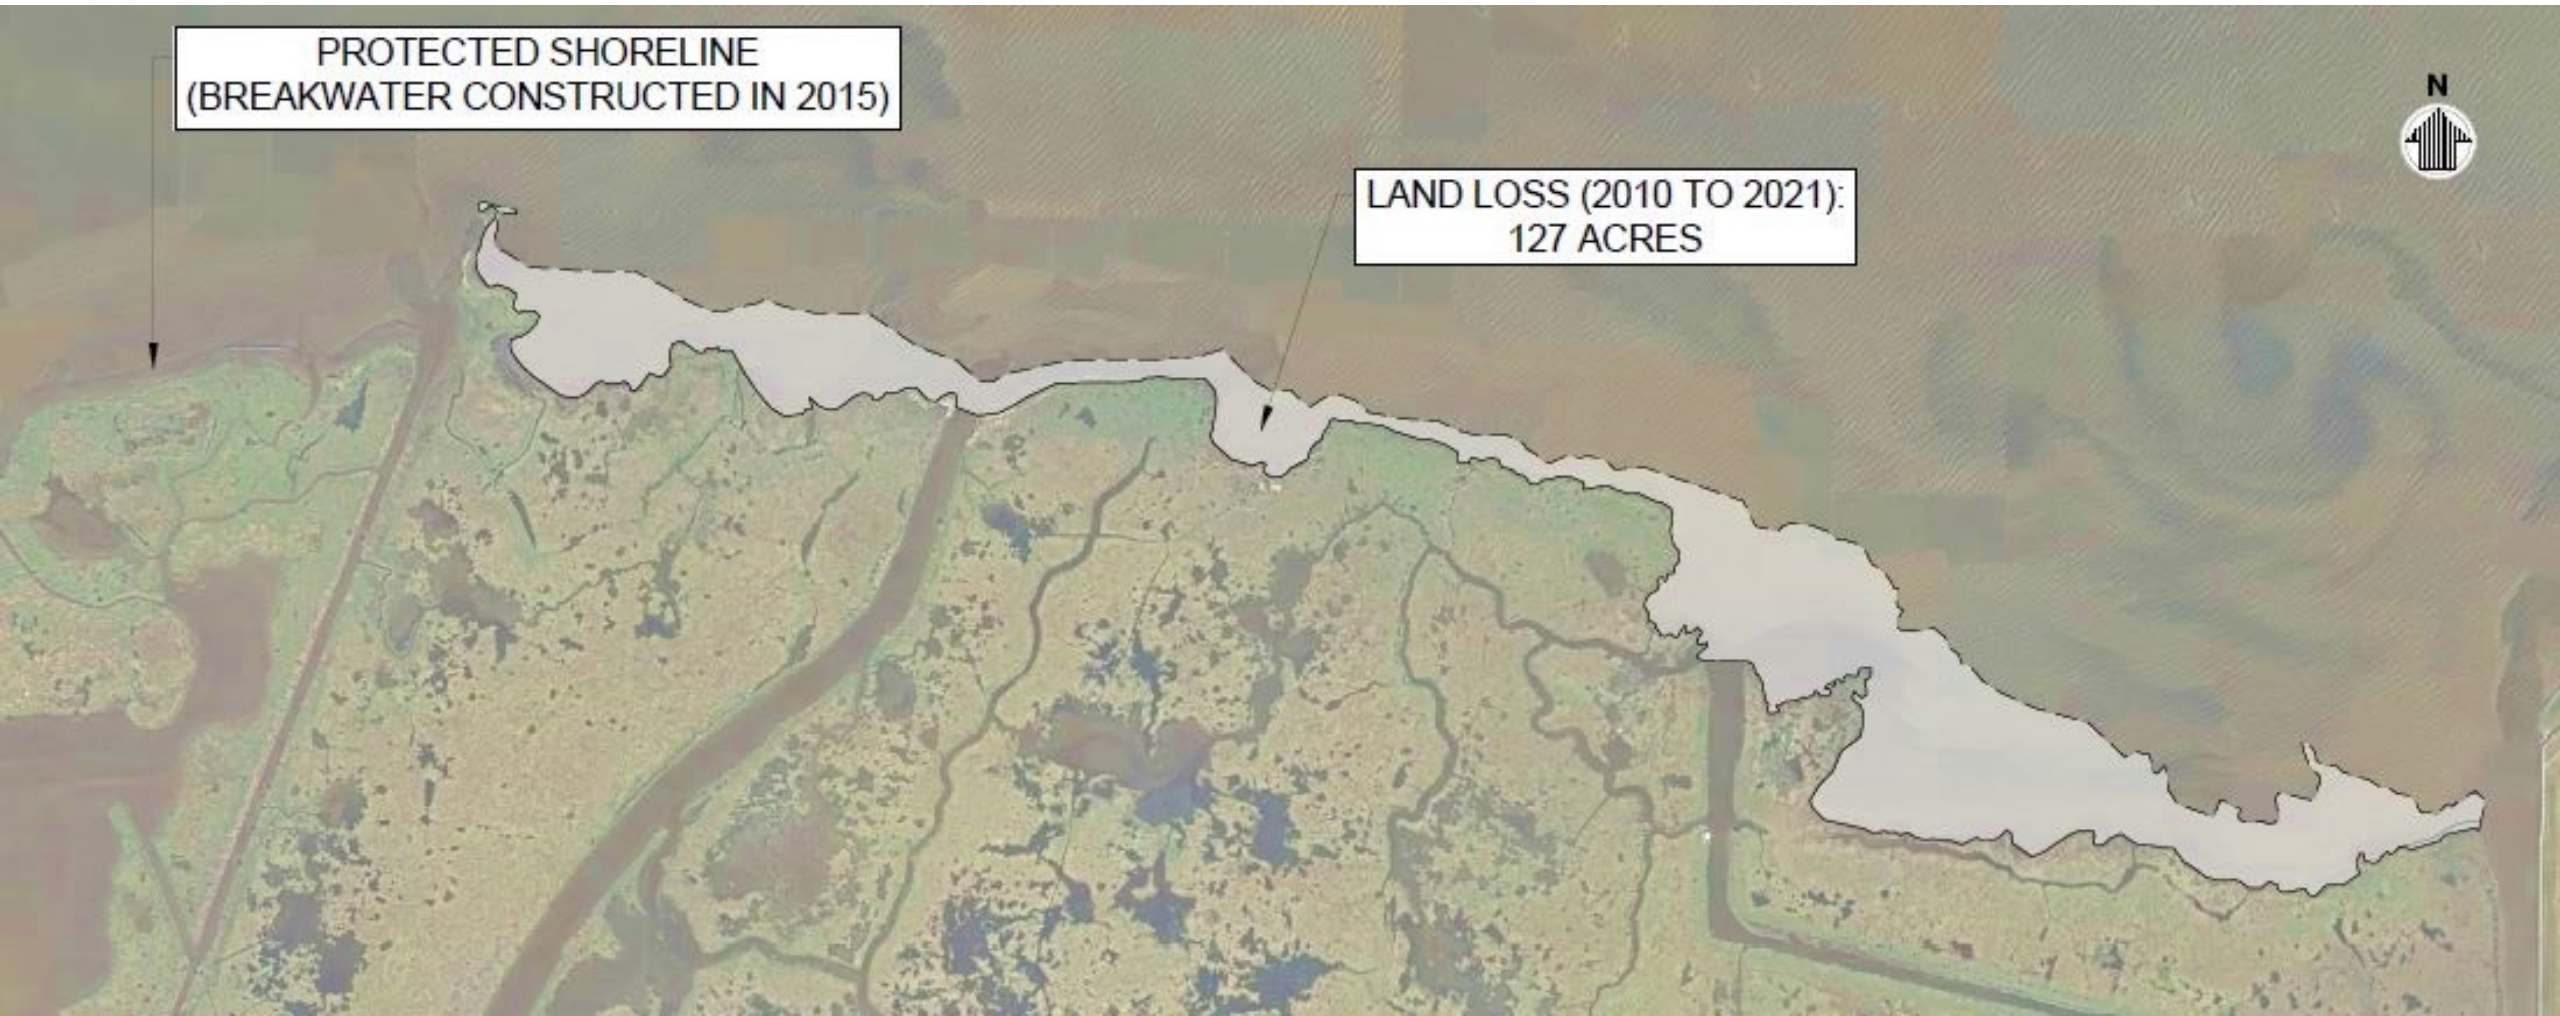 PROTECTED SHORELINE
(BREAKWATER CONSTRUCTED IN 2015)
N
LAND LOSS (2010 TO 2021):
127 ACRES